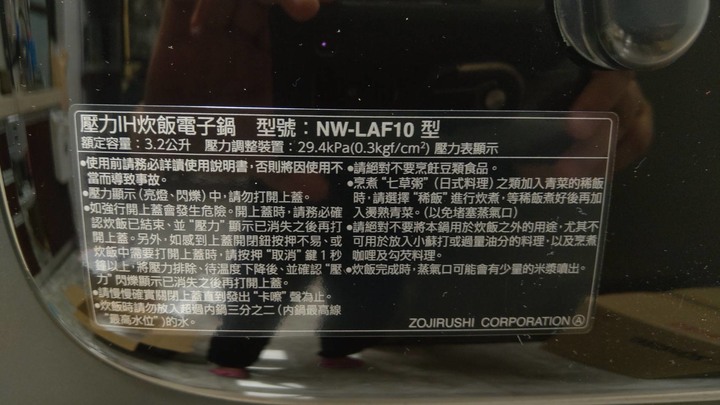 壓力IH炊飯電子鍋 型號：NW-LAF10 型
額定容量：3.2公升 壓力調整裝置：29.4kPa(0.3kgf/cm²) 壓力表顯示
•使用前請務必詳讀使用說明書，否則將因使用不
當而導致事故。
•壓力顯示（亮燈、閃爍）中，請勿打開上蓋。
•如強行開上蓋會發生危險。開上蓋時，請務必確
認炊飯已結束，並“壓力”顯示已消失之後再打
開上蓋。另外，如感到上蓋開閉鈕按押不易、或
炊飯中需要打開上蓋時，請按押“取消”鍵1秒
鐘以上，將壓力排除、待溫度下降後，並確認“壓
力”閃爍顯示已消失之後再打開上蓋。
•請慢慢確實關閉上蓋直到發出“卡嚓”聲為止。
•炊飯時請勿放入超過內鍋三分之二（內鍋最高線
“最高水位”）的水。
•請絕對不要烹飪豆類食品。
•烹煮“七草粥”（日式料理）之類加入青菜的稀飯
時，請選擇“稀飯”進行炊煮，等稀飯煮好後再加
入燙熟青菜。（以免堵塞蒸氣口）
•請絕對不要將本鍋用於炊飯之外的用途，尤其不
可用於放入小蘇打或過量油分的料理，以及烹煮
咖哩及勾芡料理。
•炊飯完成時，蒸氣口可能會有少量的米漿噴出。
ZOJIRUSHI CORPORATION Ⓐ